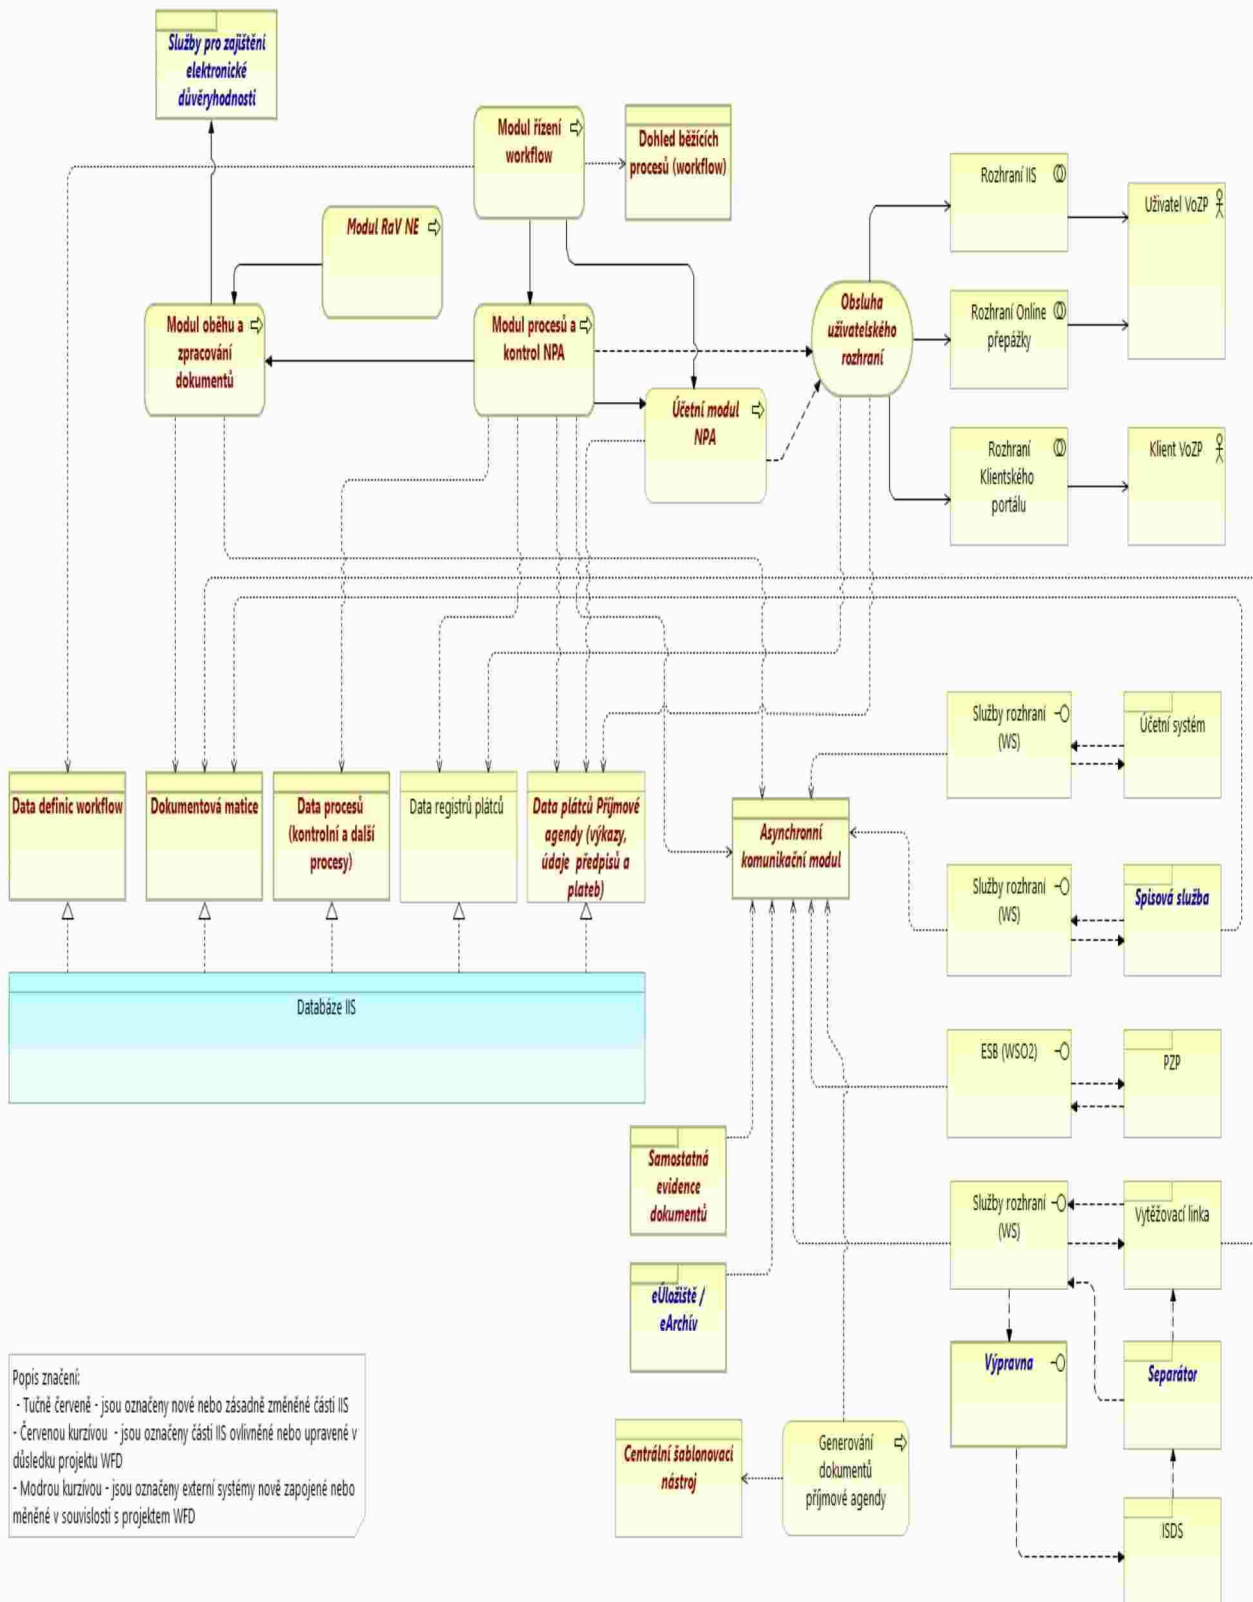 Služby pro zajištění
elektronické
důvěryhodnosti
Modul řízení
workflow
Dohled běžících
procesů (workflow)
Modul RaV NE
Rozhraní IIS
Uživatel VoZP
Modul oběhu a
zpracování
dokumentů
Modul procesů a
kontrol NPA
Obsluha
uživatelského
rozhraní
Rozhraní Online
přepážky
Účetní modul
NPA
Rozhraní
Klientského
portálu
Klient VoZP
Služby rozhraní
(WS)
Účetní systém
Data definic workflow
Dokumentová matice
Data procesů
(kontrolní a další
procesy)
Data registrů plátců
Data plátců Příjmové
agendy (výkazy,
údaje předpisů a
plateb)
Asynchronní
komunikační modul
Služby rozhraní
(WS)
Spisová služba
Databáze IIS
ESB (WSO2)
PZP
Samostatná
evidence
dokumentů
Služby rozhraní
(WS)
Vytěžovací linka
eÚložiště /
eArchív
Výpravna
Separátor
Popis značení:
- Tučně červeně - jsou označeny nové nebo zásadně změněné části IIS
- Červenou kurzívou - jsou označeny části IIS ovlivněné nebo upravené v
důsledku projektu WFD
- Modrou kurzívou - jsou označeny externí systémy nově zapojené nebo
měněné v souvislosti s projektem WFD
Centrální šablonovací
nástroj
Generování
dokumentů
příjmové agendy
ISDS